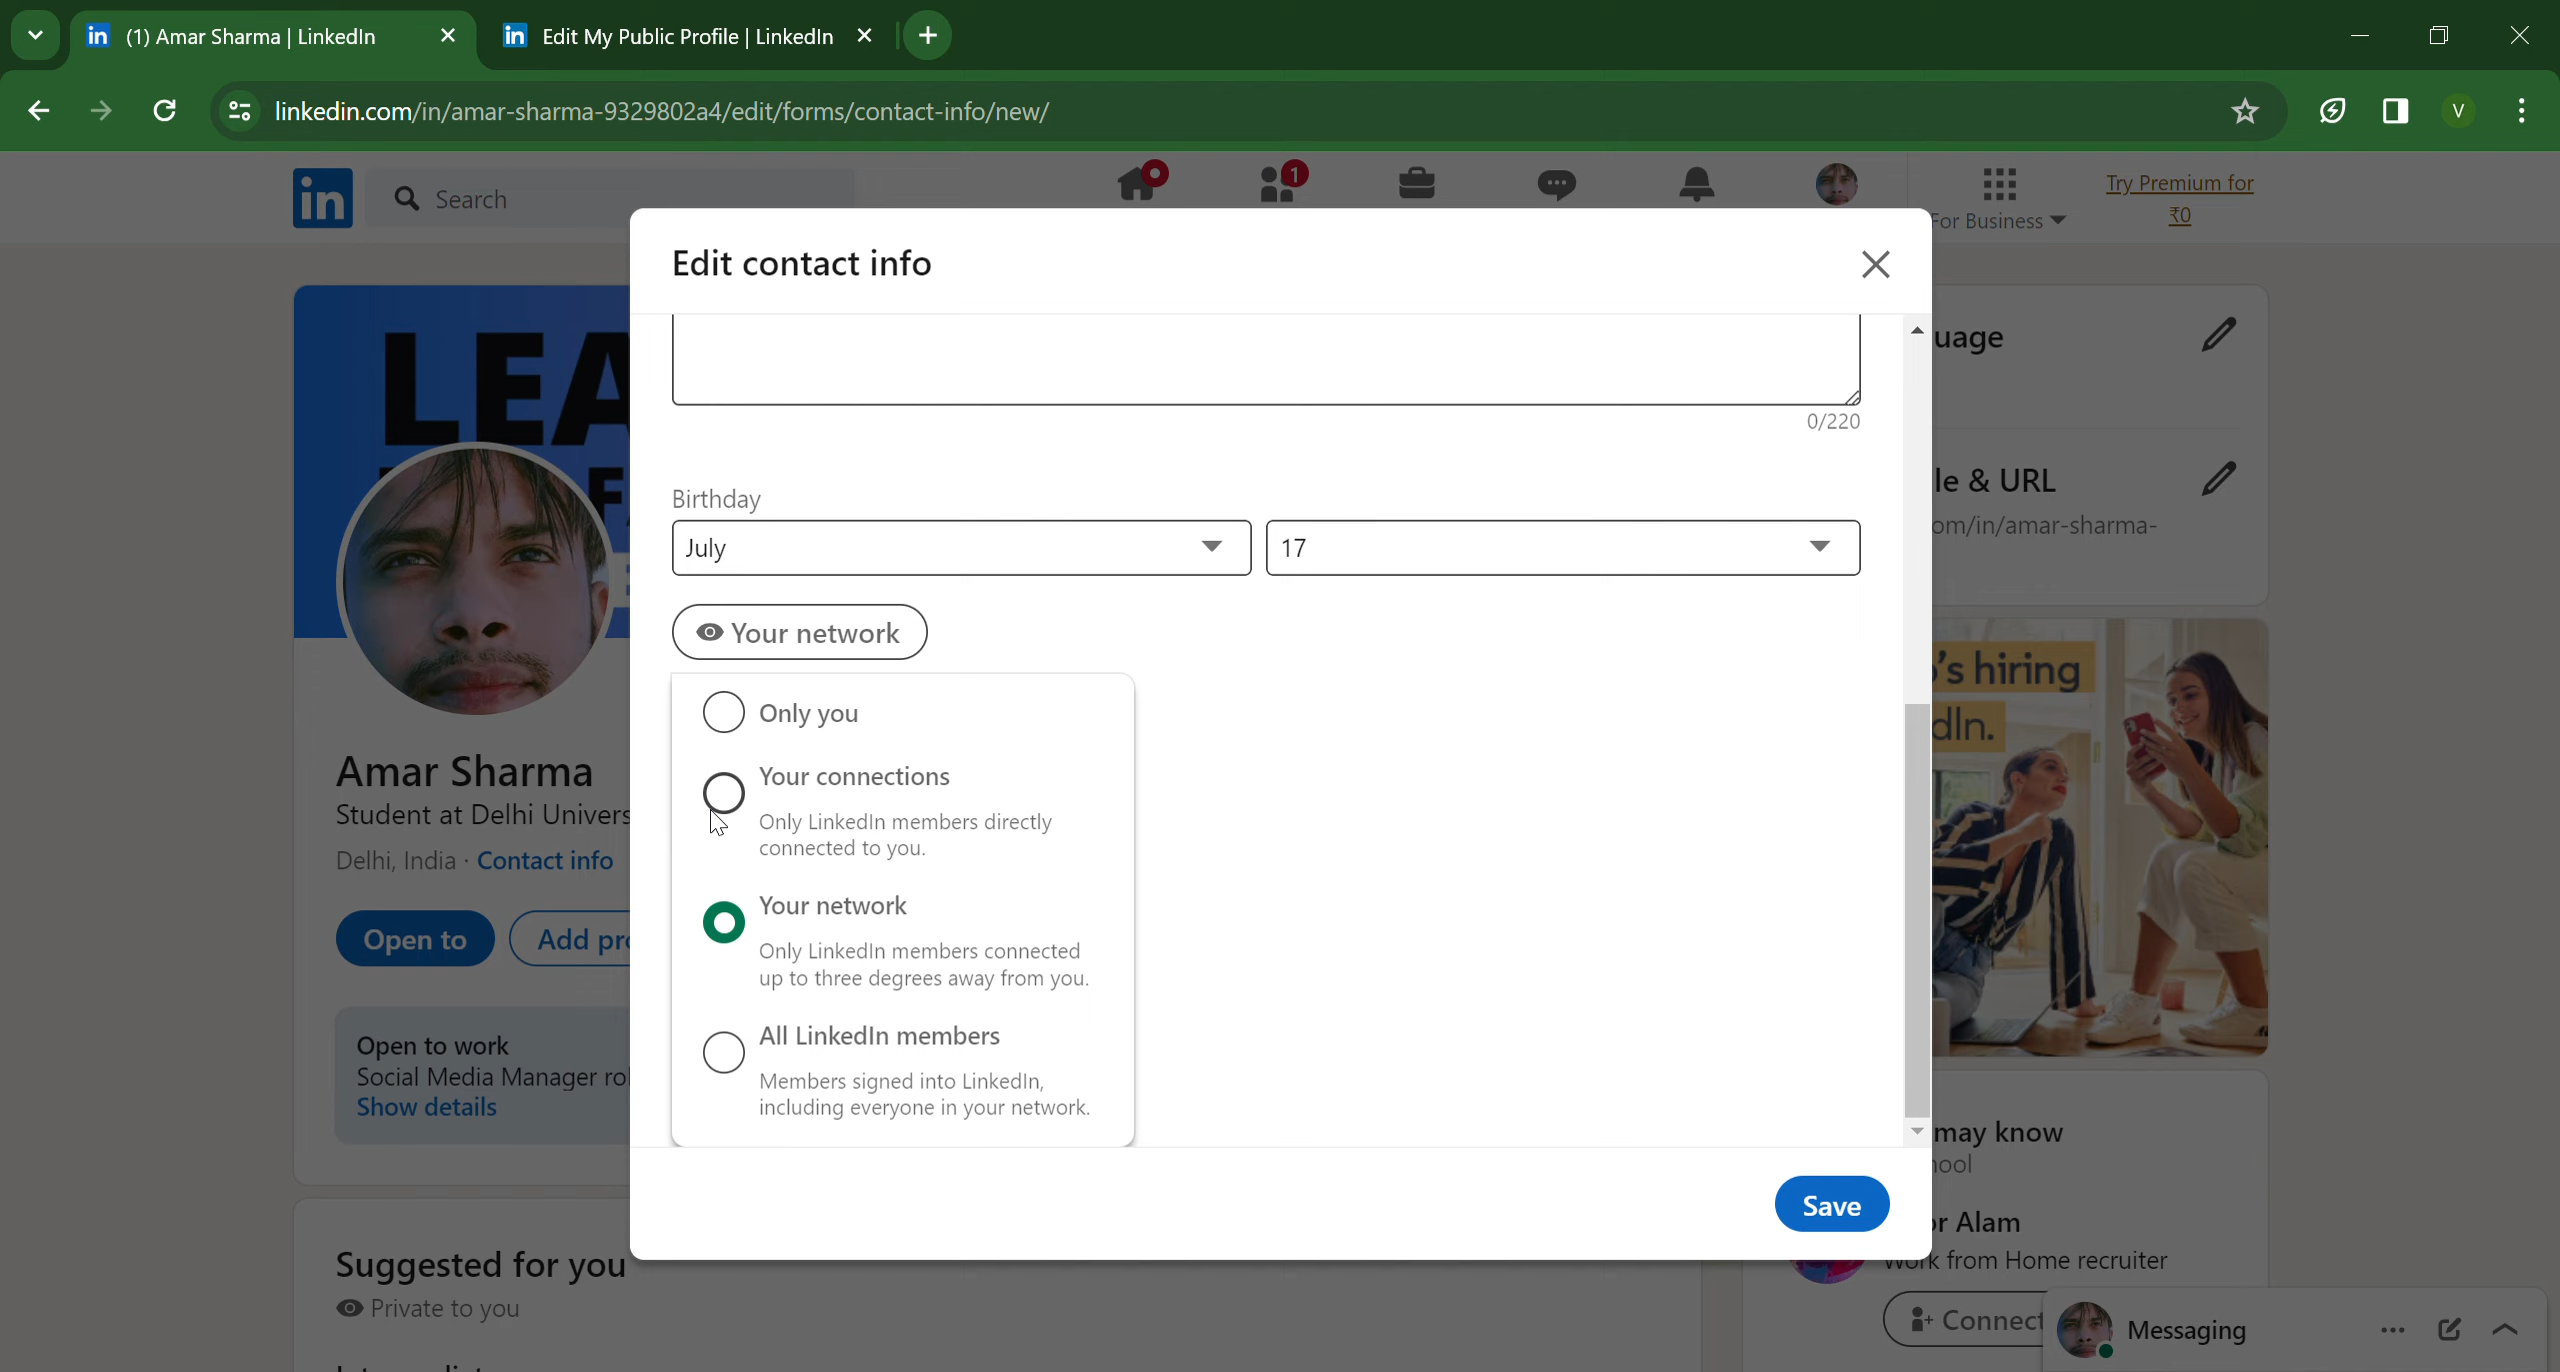 (1) Amar Sharma | LinkedIn
Edit My Public Profile | LinkedIn
linkedin.com/in/amar-sharma-9329802a4/edit/forms/contact-info/new/
V
in
Search
1
For Business
Try Premium for
₹0
Edit contact info
0/220
Birthday
July
17
Your network
Only you
Your connections
Only LinkedIn members directly
connected to you.
Your network
Only LinkedIn members connected
up to three degrees away from you.
All LinkedIn members
Members signed into LinkedIn,
including everyone in your network.
Save
LEA
F
Amar Sharma
Student at Delhi Univers
Delhi, India · Contact info
Open to
Add pro
Open to work
Social Media Manager rol
Show details
Suggested for you
Private to you
uage
le & URL
om/in/amar-sharma-
's hiring
dIn.
may know
hool
or Alam
Work from Home recruiter
Connect
Messaging